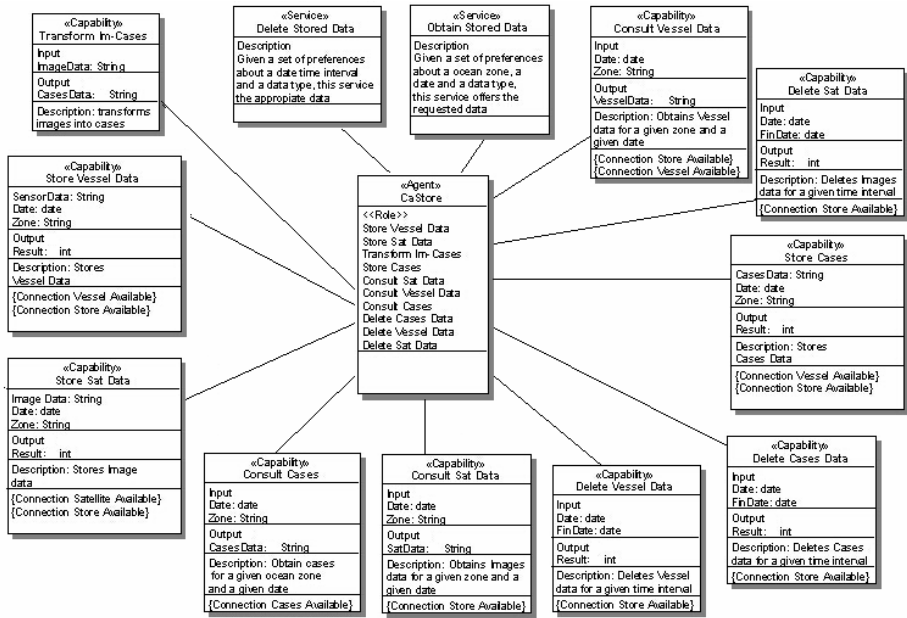 «Capability»
Transform Im-Cases
Input
ImageData: String
Output
CasesData: String
Description: transforms
images into cases
«Service»
Delete Stored Data
Description
Given a set of preferences
about a date time interval
and a data type, this service
the appropiate data
«Service»
Obtain Stored Data
Description
Given a set of preferences
about a ocean zone, a
date and a data type,
this service offers the
requested data
«Capability»
Consult Vessel Data
Input
Date: date
Zone: String
Output
VesselData: String
Description: Obtains Vessel
data for a given zone and a
given date
{Connection Store Available}
{Connection Vessel Available}
«Capability»
Delete Sat Data
Input
Date: date
FinDate: date
Output
Result: int
Description: Deletes Images
data for a given time interval
{Connection Store Available}
«Capability»
Store Vessel Data
SensorData: String
Date: date
Zone: String
Output
Result: int
Description: Stores
Vessel Data
{Connection Vessel Available}
{Connection Store Available}
«Agent»
CaStore
<<Role>>
Store Vessel Data
Store Sat Data
Transform Im-Cases
Store Cases
Consult Sat Data
Consult Vessel Data
Consult Cases
Delete Cases Data
Delete Vessel Data
Delete Sat Data
«Capability»
Store Cases
CasesData: String
Date: date
Zone: String
Output
Result: int
Description: Stores
Cases Data
{Connection Vessel Available}
{Connection Store Available}
«Capability»
Store Sat Data
Image Data: String
Date: date
Zone: String
Output
Result: int
Description: Stores Image
data
{Connection Satellite Available}
{Connection Store Available}
«Capability»
Consult Cases
Input
Date: date
Zone: String
Output
CasesData: String
Description: Obtain cases
for a given ocean zone
and a given date
{Connection Cases Available}
«Capability»
Consult Sat Data
Input
Date: date
Zone: String
Output
SatData: String
Description: Obtains Images
data for a given zone and a
given date
{Connection Store Available}
«Capability»
Delete Vessel Data
Input
Date: date
FinDate: date
Output
Result: int
Description: Deletes Vessel
data for a given time interval
{Connection Store Available}
«Capability»
Delete Cases Data
Input
Date: date
FinDate: date
Output
Result: int
Description: Deletes Cases
data for a given time interval
{Connection Store Available}